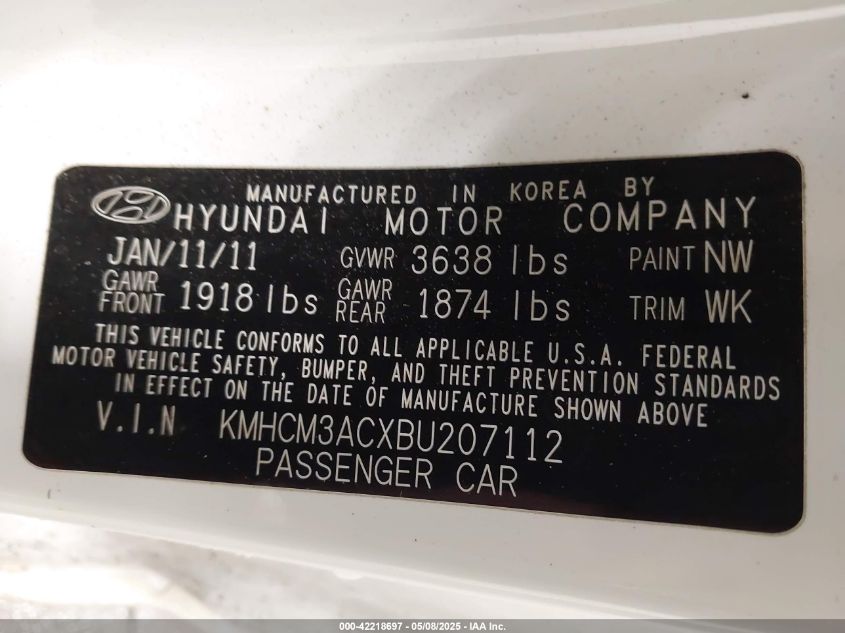 MANUFACTURED IN KOREA BY
HYUNDAI MOTOR COMPANY
JAN/11/11 GVWR 3638 lbs PAINT NW
GAWR FRONT 1918 lbs GAWR REAR 1874 lbs TRIM WK
THIS VEHICLE CONFORMS TO ALL APPLICABLE U.S.A. FEDERAL
MOTOR VEHICLE SAFETY, BUMPER, AND THEFT PREVENTION STANDARDS
IN EFFECT ON THE DATE OF MANUFACTURE SHOWN ABOVE
V.I.N KMHCM3ACXBU207112
PASSENGER CAR
000-42218697 - 05/08/2025 - IAA Inc.